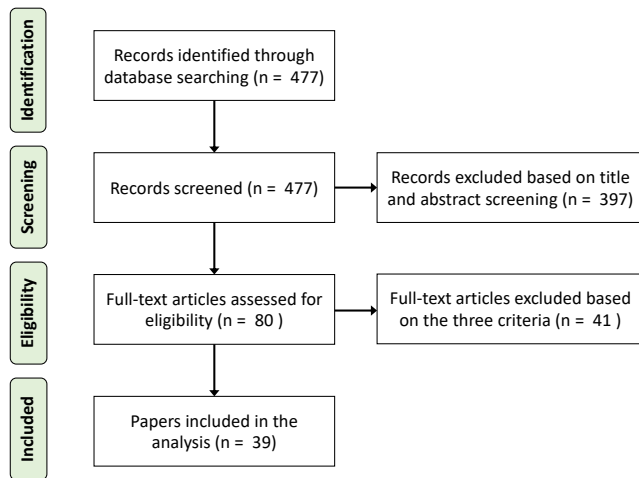 Identification
Records identified through
database searching (n =  477)
Screening
Records screened (n =  477)
Records excluded based on title
and abstract screening (n =  397)
Eligibility
Full-text articles assessed for
eligibility (n =  80 )
Full-text articles excluded based
on the three criteria (n =  41 )
Included
Papers included in the
analysis (n =  39)